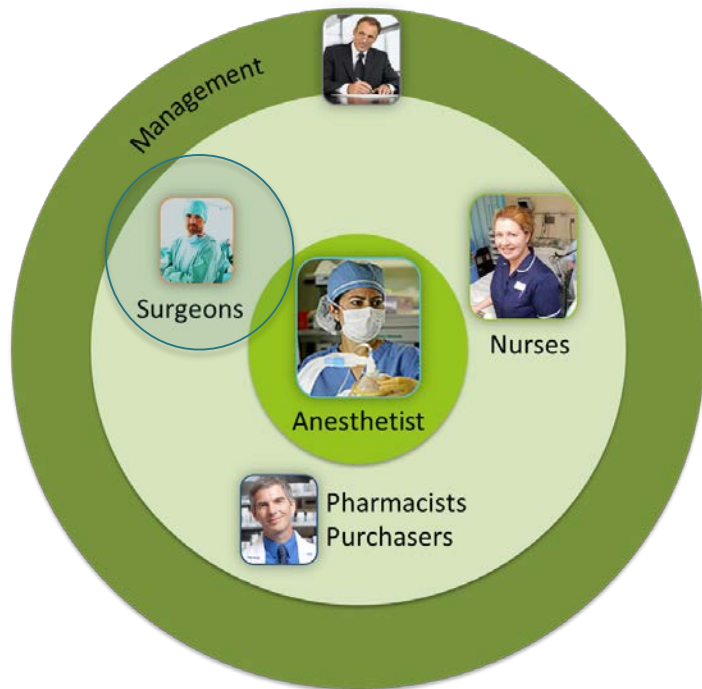 Management
Surgeons
Nurses
Anesthetist
Pharmacists
Purchasers